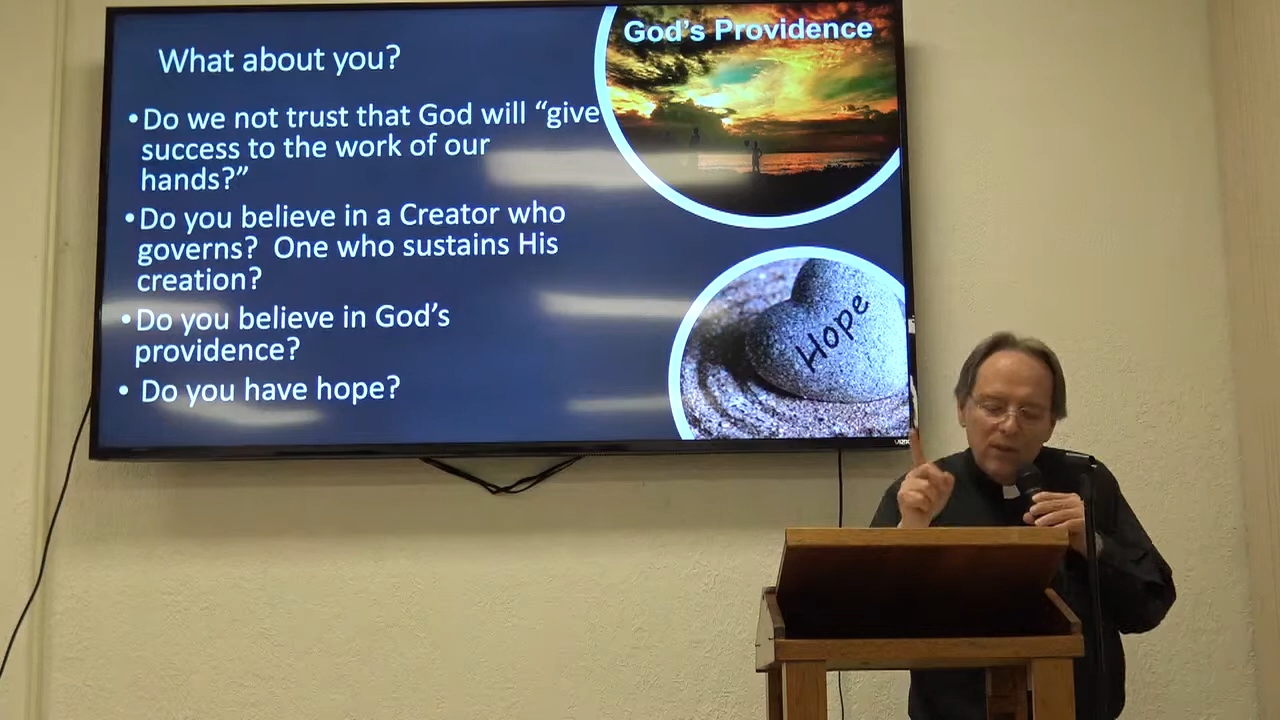 What about you?
•Do we not trust that God will “give
success to the work of our
hands?”
•Do you believe in a Creator who
governs?  One who sustains His
creation?
•Do you believe in God’s
providence?
• Do you have hope?
God’s Providence
Hope
VIZIO